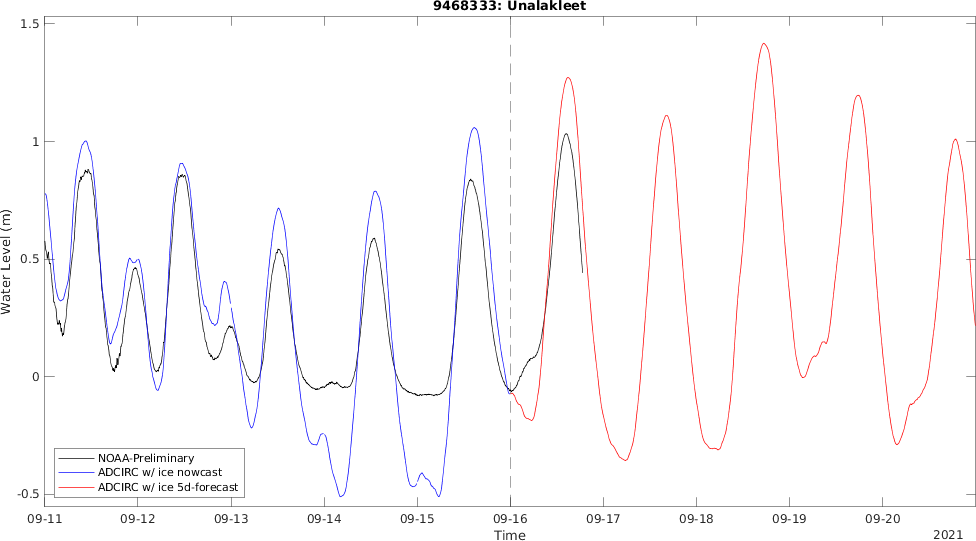 9468333: Unalakleet
1.5
1
0.5
0
-0.5
Water Level (m)
NOAA-Preliminary
ADCIRC w/ ice nowcast
ADCIRC w/ ice 5d-forecast
09-11 09-12 09-13 09-14 09-15 09-16 09-17 09-18 09-19 09-20
Time
2021